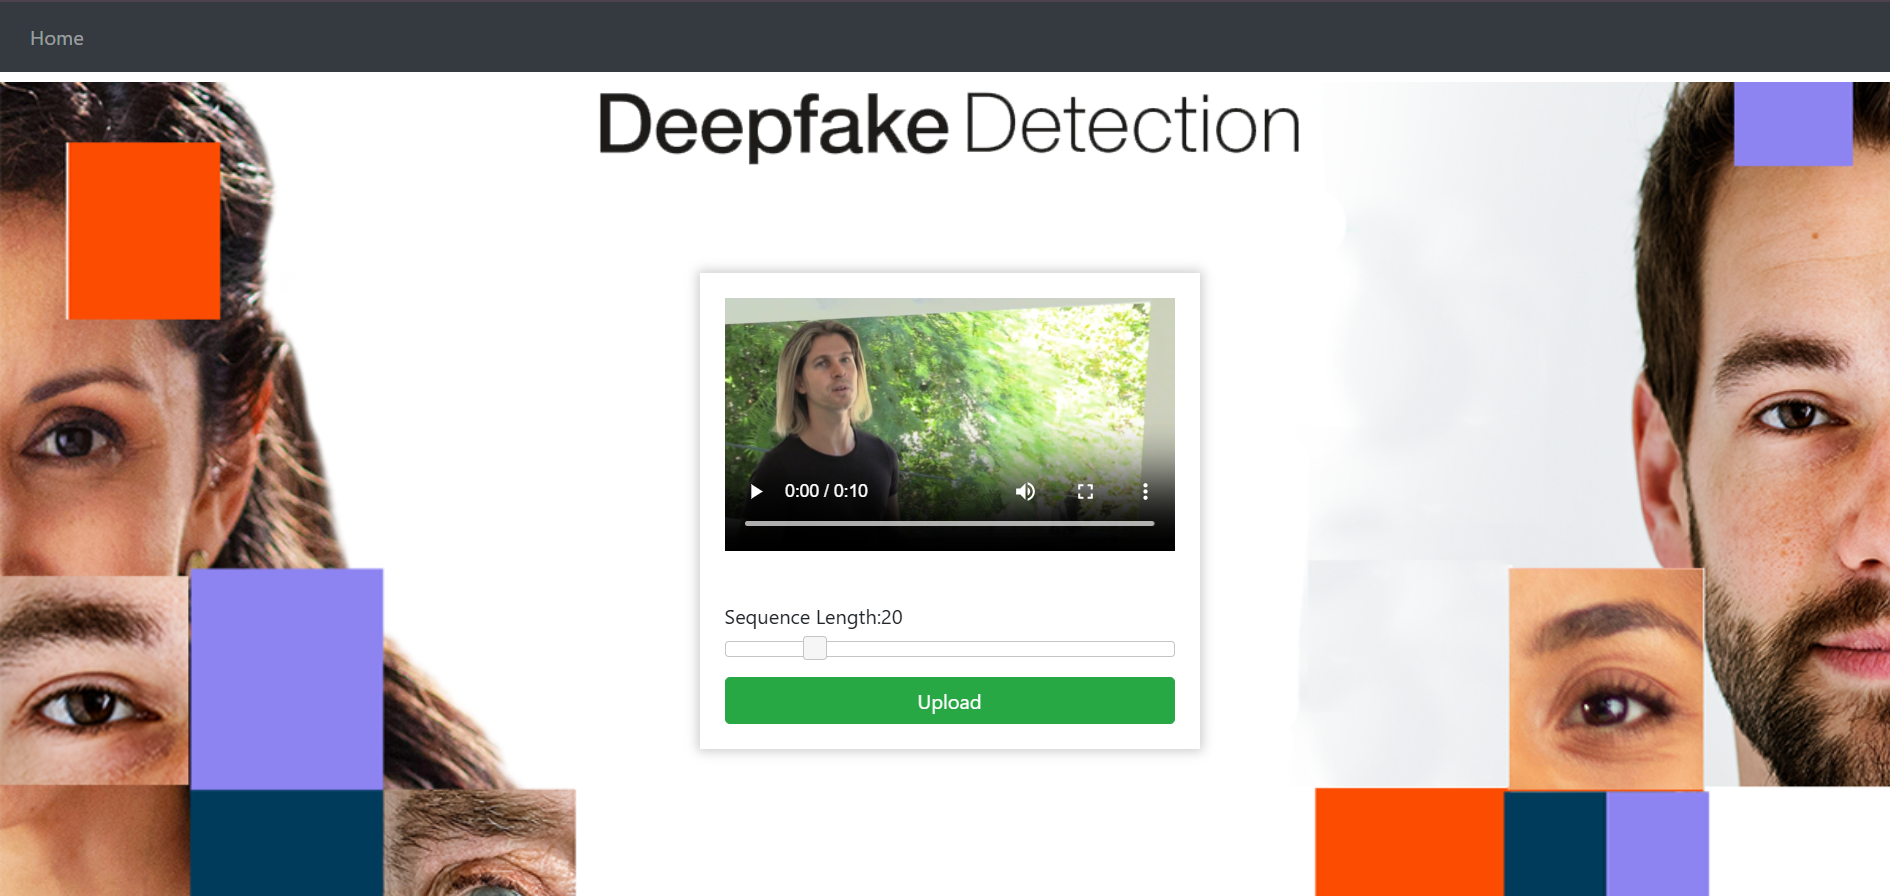 Home
Deepfake Detection
0:00 / 0:10
Sequence Length:20
Upload